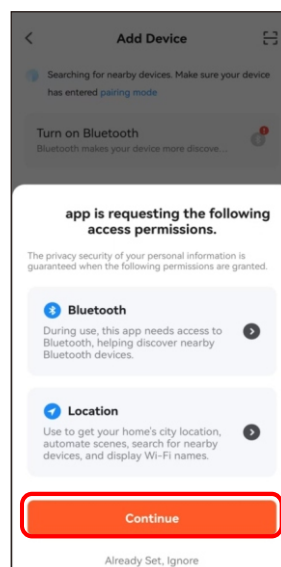 Add Device
Searching for nearby devices. Make sure your device
has entered pairing mode
Turn on Bluetooth
Bluetooth makes your device more discove...
app is requesting the following
access permissions.
The privacy security of your personal information is
guaranteed when the following permissions are granted.
Bluetooth
During use, this app needs access to
Bluetooth, helping discover nearby
Bluetooth devices.
Location
Use to get your home's city location,
automate scenes, search for nearby
devices, and display Wi-Fi names.
Continue
Already Set, Ignore